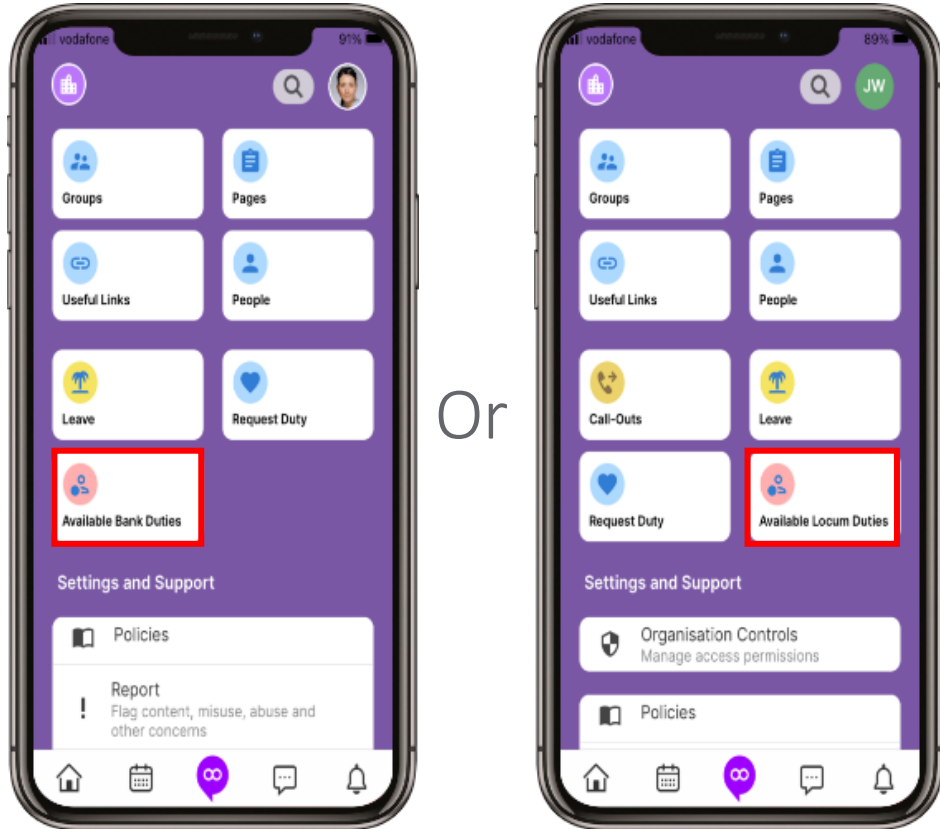 vodafone
91%
Groups
Pages
Useful Links
People
Leave
Request Duty
Available Bank Duties
Settings and Support
Policies
Report
Flag content, misuse, abuse and
other concerns
Or
vodafone
89%
JW
Groups
Pages
Useful Links
People
Call-Outs
Leave
Request Duty
Available Locum Duties
Settings and Support
Organisation Controls
Manage access permissions
Policies